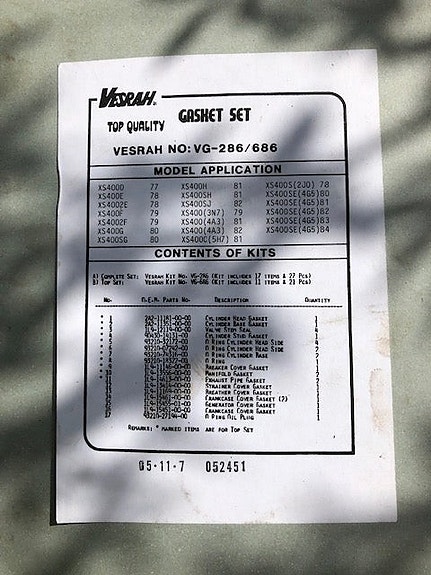 VESRAH
TOP QUALITY GASKET SET
VESRAH NO: VG-286/686
MODEL APPLICATION
XS400D 77 XS400H 81 XS400S(2J0) 78
XS400E 78 XS400SH 81 XS400SE(4G5)80
XS4002E 78 XS400SJ 82 XS400SE(4G5)81
XS400F 79 XS400(3N7) 79 XS400SE(4G5)82
XS4002F 79 XS400(4A3) 81 XS400SE(4G5)83
XS400G 80 XS400(4A3) 82 XS400SE(4G5)84
XS400SG 80 XS400C(5H7) 81
CONTENTS OF KITS
A) COMPLETE SET: VESRAH KIT NO. VG-286 (KIT INCLUDES 17 ITEMS & 27 PCS)
B) TOP SET: VESRAH KIT NO. VG-686 (KIT INCLUDES 11 ITEMS & 21 PCS)
NO. O.E.M. PARTS NO. DESCRIPTION QUANTITY
CYLINDER HEAD GASKET
CYLINDER BASE GASKET
VALVE STEM SEAL
CYLINDER STUD GASKET
O RING CYLINDER HEAD SIDE
O RING CYLINDER HEAD SIDE
O RING CYLINDER BASE
O RING
BREAKER COVER GASKET
MANIFOLD GASKET
EXHAUST PIPE GASKET
STRAINER COVER GASKET
BREATHER COVER GASKET
CRANKCASE COVER GASKET
GENERATOR COVER GASKET
CRANKCASE COVER GASKET
O RING OIL PLUG
REMARKS: * MARKED ITEMS ARE FOR TOP SET
05·11·7 052451